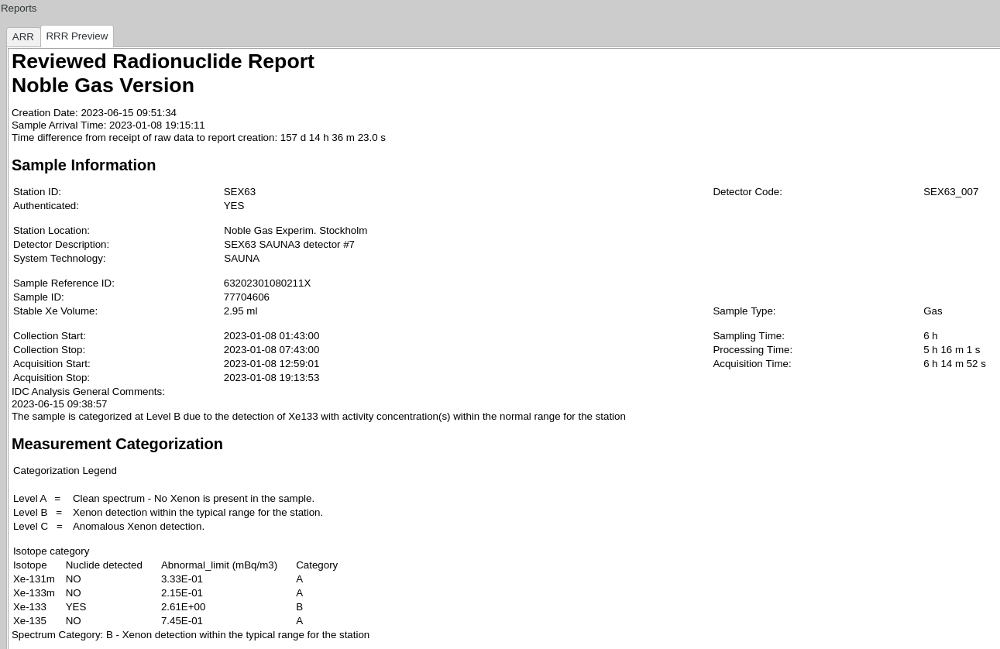 Reports
ARR RRR Preview
Reviewed Radionuclide Report
Noble Gas Version
Creation Date: 2023-06-15 09:51:34
Sample Arrival Time: 2023-01-08 19:15:11
Time difference from receipt of raw data to report creation: 157 d 14 h 36 m 23.0 s
Sample Information
Station ID: SEX63 Detector Code: SEX63_007
Authenticated: YES
Station Location: Noble Gas Experim. Stockholm
Detector Description: SEX63 SAUNA3 detector #7
System Technology: SAUNA
Sample Reference ID: 63202301080211X
Sample ID: 77704606
Stable Xe Volume: 2.95 ml Sample Type: Gas
Collection Start: 2023-01-08 01:43:00 Sampling Time: 6 h
Collection Stop: 2023-01-08 07:43:00 Processing Time: 5 h 16 m 1 s
Acquisition Start: 2023-01-08 12:59:01 Acquisition Time: 6 h 14 m 52 s
Acquisition Stop: 2023-01-08 19:13:53
IDC Analysis General Comments:
2023-06-15 09:38:57
The sample is categorized at Level B due to the detection of Xe133 with activity concentration(s) within the normal range for the station
Measurement Categorization
Categorization Legend
Level A = Clean spectrum - No Xenon is present in the sample.
Level B = Xenon detection within the typical range for the station.
Level C = Anomalous Xenon detection.
Isotope category
Isotope Nuclide detected Abnormal_limit (mBq/m3) Category
Xe-131m NO 3.33E-01 A
Xe-133m NO 2.15E-01 A
Xe-133 YES 2.61E+00 B
Xe-135 NO 7.45E-01 A
Spectrum Category: B - Xenon detection within the typical range for the station